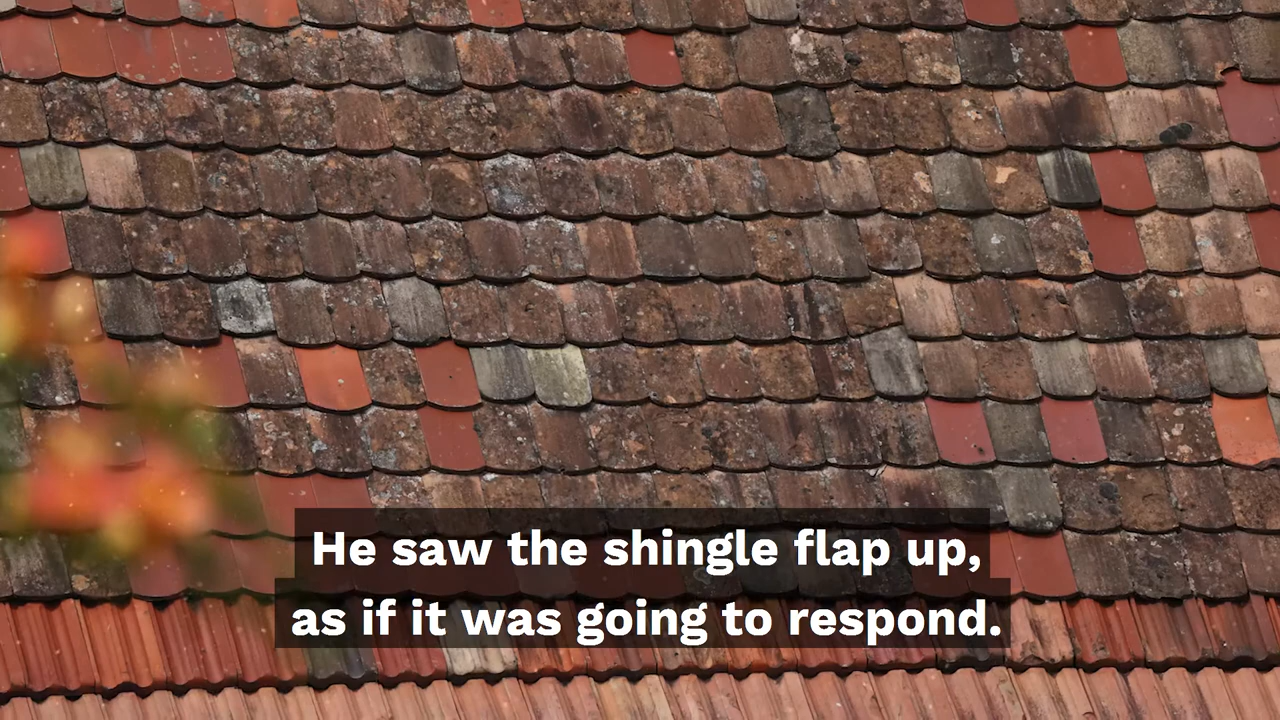 He saw the shingle flap up,
as if it was going to respond.